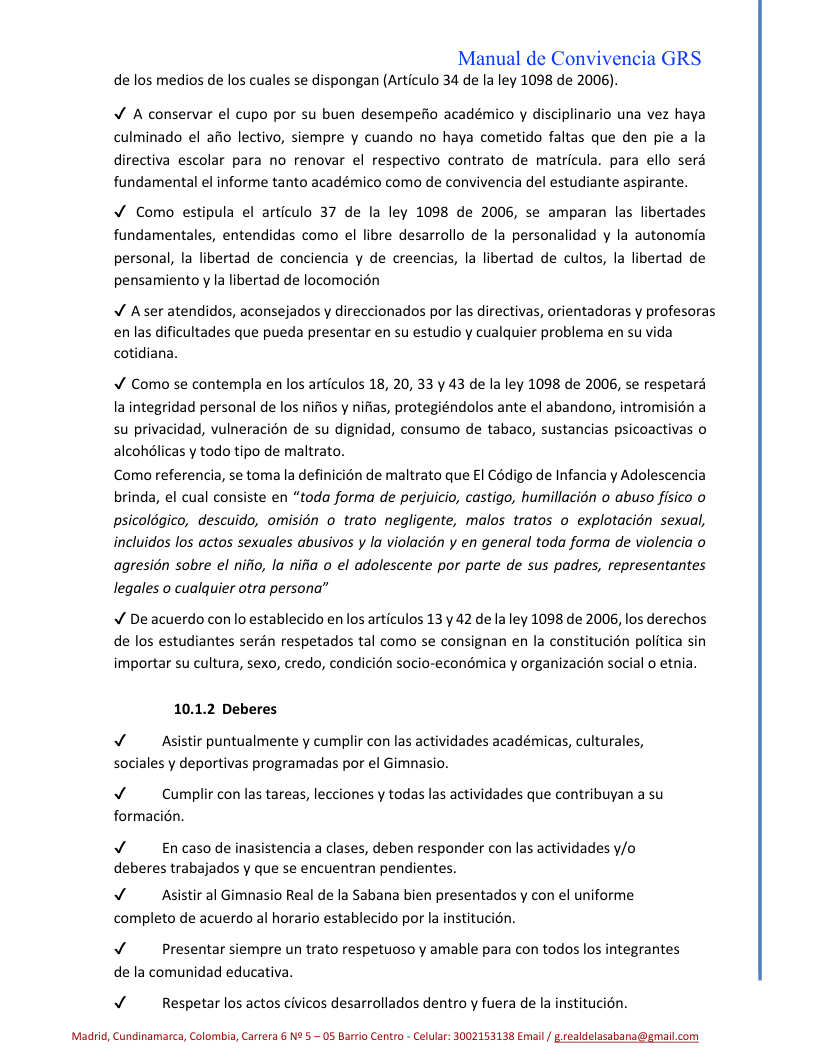 Manual de Convivencia GRS
de los medios de los cuales se dispongan (Artículo 34 de la ley 1098 de 2006).
✓ A conservar el cupo por su buen desempeño académico y disciplinario una vez haya
culminado el año lectivo, siempre y cuando no haya cometido faltas que den pie a la
directiva escolar para no renovar el respectivo contrato de matrícula. para ello será
fundamental el informe tanto académico como de convivencia del estudiante aspirante.
✓ Como estipula el artículo 37 de la ley 1098 de 2006, se amparan las libertades
fundamentales, entendidas como el libre desarrollo de la personalidad y la autonomía
personal, la libertad de conciencia y de creencias, la libertad de cultos, la libertad de
pensamiento y la libertad de locomoción
✓ A ser atendidos, aconsejados y direccionados por las directivas, orientadoras y profesoras
en las dificultades que pueda presentar en su estudio y cualquier problema en su vida
cotidiana.
✓ Como se contempla en los artículos 18, 20, 33 y 43 de la ley 1098 de 2006, se respetará
la integridad personal de los niños y niñas, protegiéndolos ante el abandono, intromisión a
su privacidad, vulneración de su dignidad, consumo de tabaco, sustancias psicoactivas o
alcohólicas y todo tipo de maltrato.
Como referencia, se toma la definición de maltrato que El Código de Infancia y Adolescencia
brinda, el cual consiste en “toda forma de perjuicio, castigo, humillación o abuso físico o
psicológico, descuido, omisión o trato negligente, malos tratos o explotación sexual,
incluidos los actos sexuales abusivos y la violación y en general toda forma de violencia o
agresión sobre el niño, la niña o el adolescente por parte de sus padres, representantes
legales o cualquier otra persona”
✓ De acuerdo con lo establecido en los artículos 13 y 42 de la ley 1098 de 2006, los derechos
de los estudiantes serán respetados tal como se consignan en la constitución política sin
importar su cultura, sexo, credo, condición socio-económica y organización social o etnia.
10.1.2 Deberes
✓ Asistir puntualmente y cumplir con las actividades académicas, culturales,
sociales y deportivas programadas por el Gimnasio.
✓ Cumplir con las tareas, lecciones y todas las actividades que contribuyan a su
formación.
✓ En caso de inasistencia a clases, deben responder con las actividades y/o
deberes trabajados y que se encuentran pendientes.
✓ Asistir al Gimnasio Real de la Sabana bien presentados y con el uniforme
completo de acuerdo al horario establecido por la institución.
✓ Presentar siempre un trato respetuoso y amable para con todos los integrantes
de la comunidad educativa.
✓ Respetar los actos cívicos desarrollados dentro y fuera de la institución.
Madrid, Cundinamarca, Colombia, Carrera 6 Nº 5 – 05 Barrio Centro - Celular: 3002153138 Email / g.realdelasabana@gmail.com